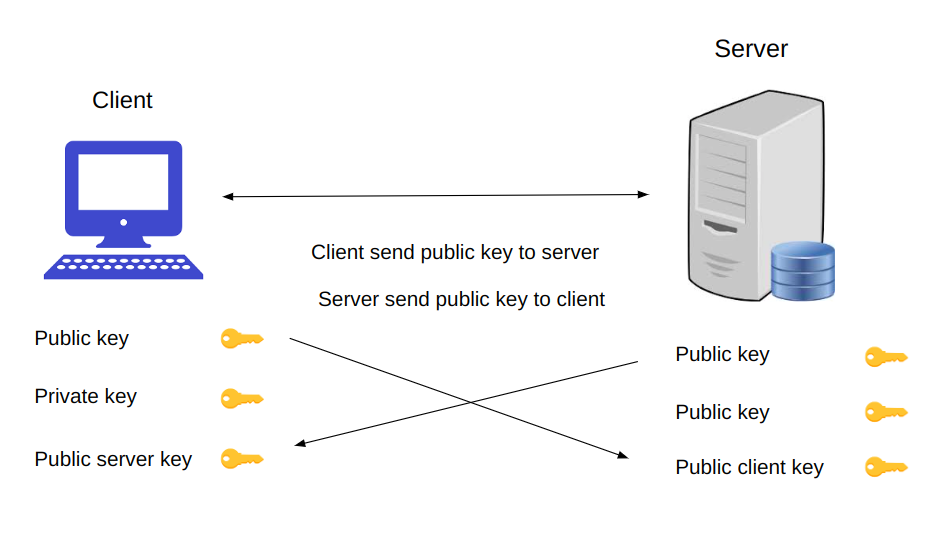 Server
Client
Client send public key to server
Server send public key to client
Public key
Private key
Public server key
Public key
Public key
Public client key